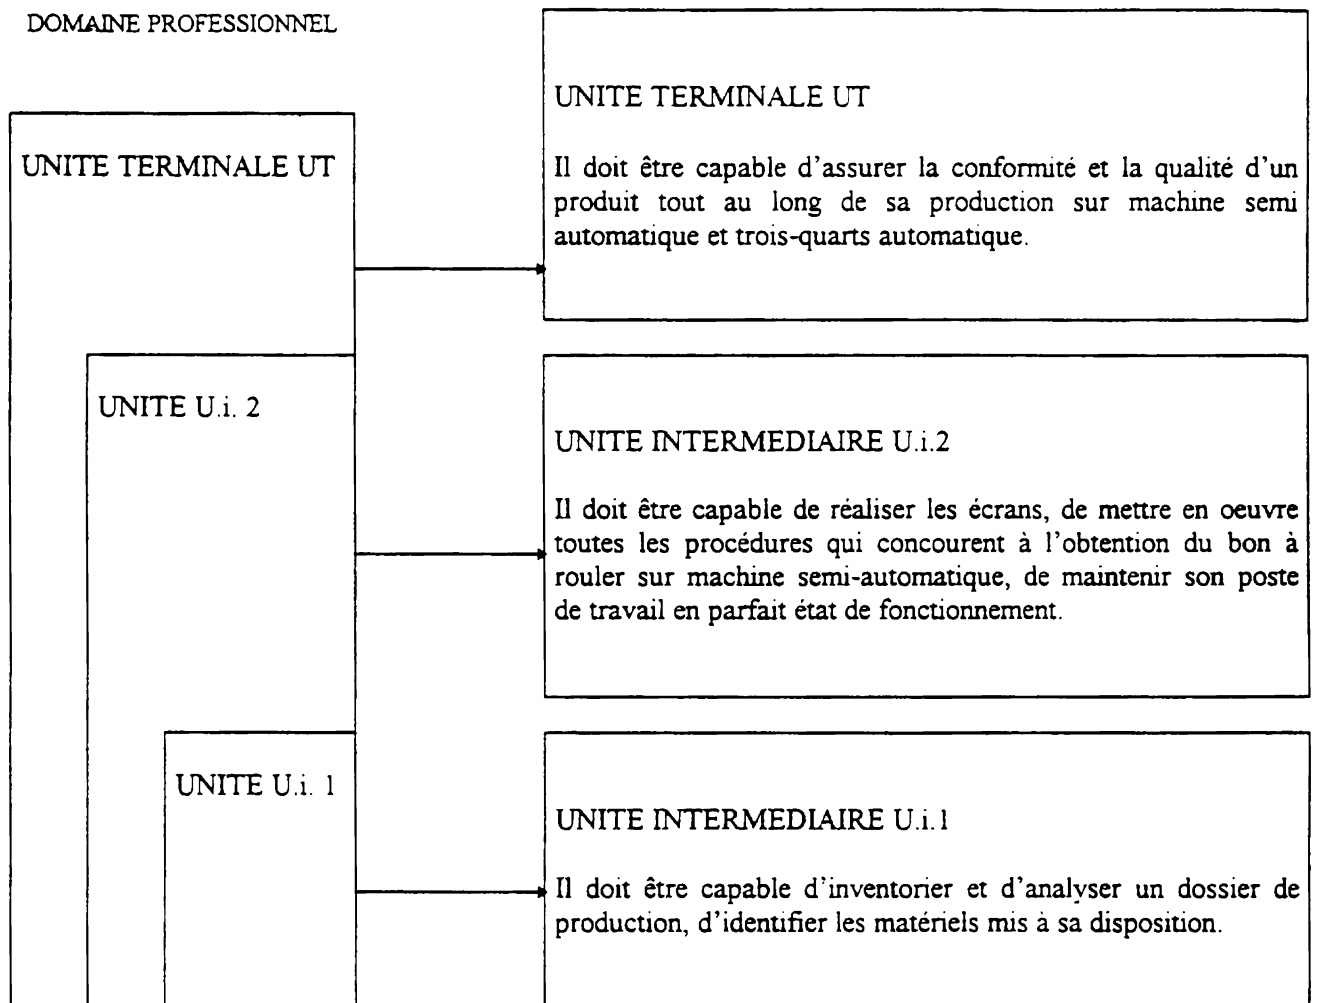 DOMAINE PROFESSIONNEL
UNITE TERMINALE UT
UNITE TERMINALE UT
Il doit être capable d'assurer la conformité et la qualité d'un
produit tout au long de sa production sur machine semi
automatique et trois-quarts automatique.
UNITE U.i. 2
UNITE INTERMEDIAIRE U.i.2
Il doit être capable de réaliser les écrans, de mettre en oeuvre
toutes les procédures qui concourent à l'obtention du bon à
rouler sur machine semi-automatique, de maintenir son poste
de travail en parfait état de fonctionnement.
UNITE U.i. 1
UNITE INTERMEDIAIRE U.i.1
Il doit être capable d'inventorier et d'analyser un dossier de
production, d'identifier les matériels mis à sa disposition.